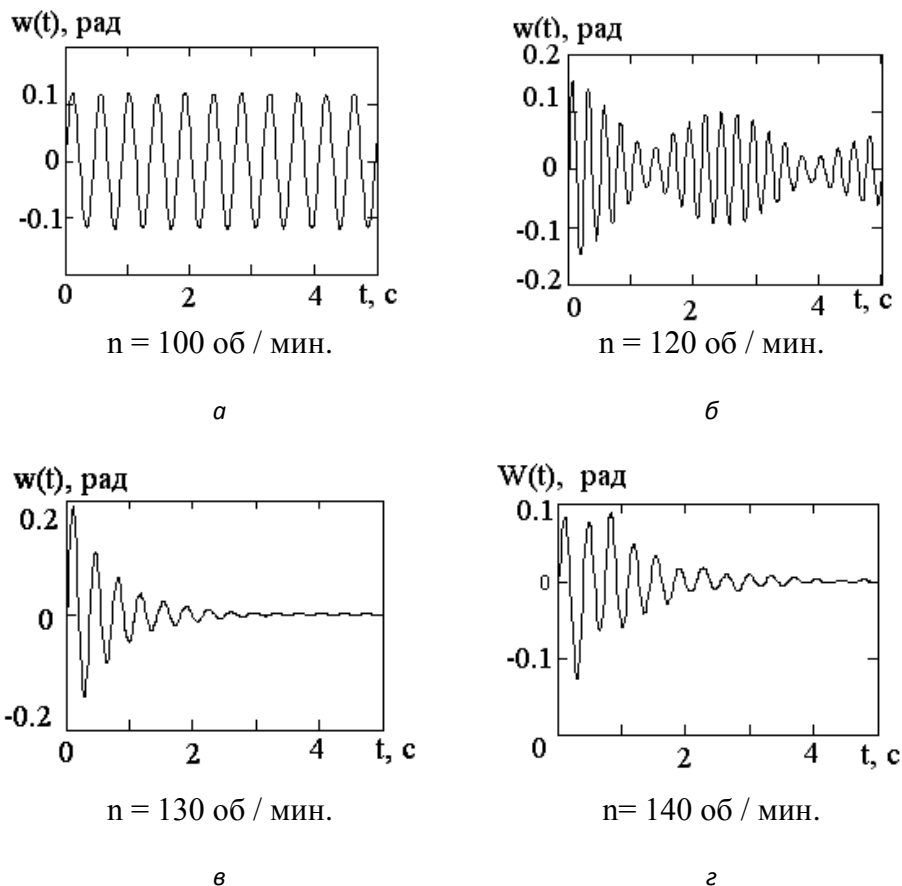 w(t), рад
0.1
0
-0.1
0 2 4 t, с
n = 100 об / мин.
а
w(t), рад
0.2
0.1
0
-0.1
-0.2
0 2 4 t, с
n = 120 об / мин.
б
w(t), рад
0.2
0
-0.2
0 2 4 t, с
n = 130 об / мин.
в
W(t), рад
0.1
0
-0.1
0 2 4 t, с
n= 140 об / мин.
г